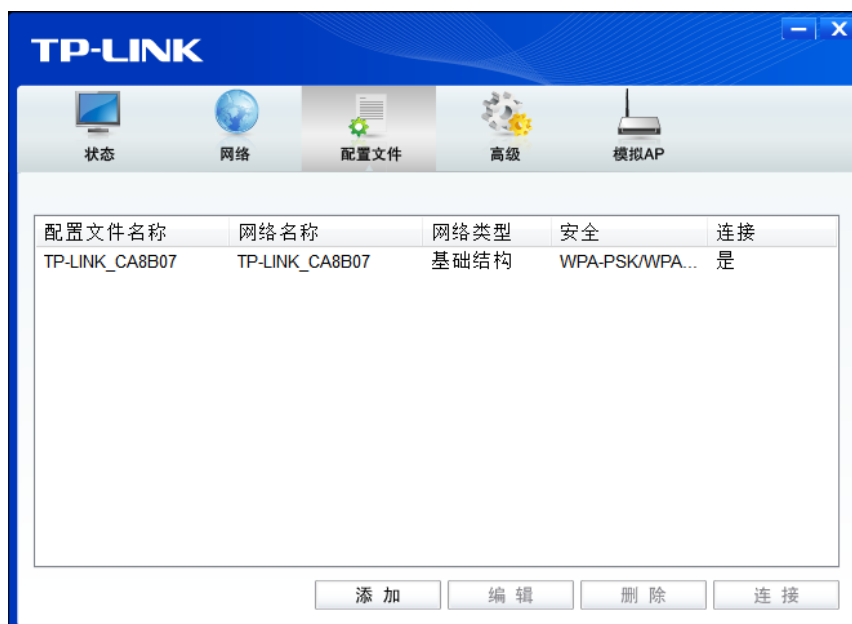 TP-LINK
状态 网络 配置文件 高级 模拟AP
配置文件名称 网络名称 网络类型 安全 连接
TP-LINK_CA8B07 TP-LINK_CA8B07 基础结构 WPA-PSK/WPA... 是
添加 编辑 删除 连接